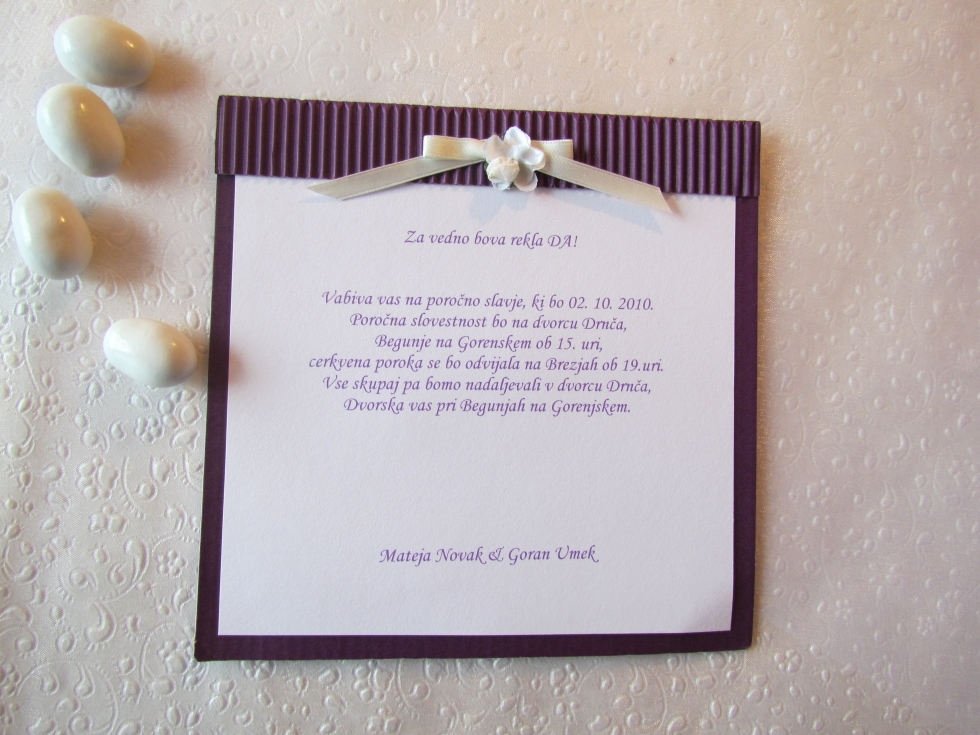 Za vedno bova rekla DA!
Vabiva vas na poročno slavje, ki bo 02. 10. 2010.
Poročna slovestnost bo na dvorcu Drnča,
Begunje na Gorenskem ob 15. uri,
cerkvena poroka se bo odvijala na Brezjah ob 19.uri.
Vse skupaj pa bomo nadaljevali v dvorcu Drnča,
Dvorska vas pri Begunjah na Gorenjskem.
Mateja Novak & Goran Umek